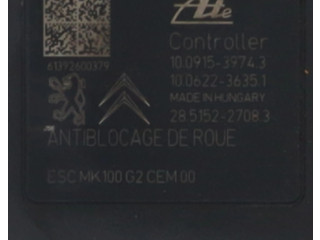 Ate
Controller
61392600379
10.0915-3974.3
10.0622-3635.1
MADE IN HUNGARY
28.5152-2708.3
ANTIBLOCAGE DE ROUE
ESC MK100 G2 CEM 00